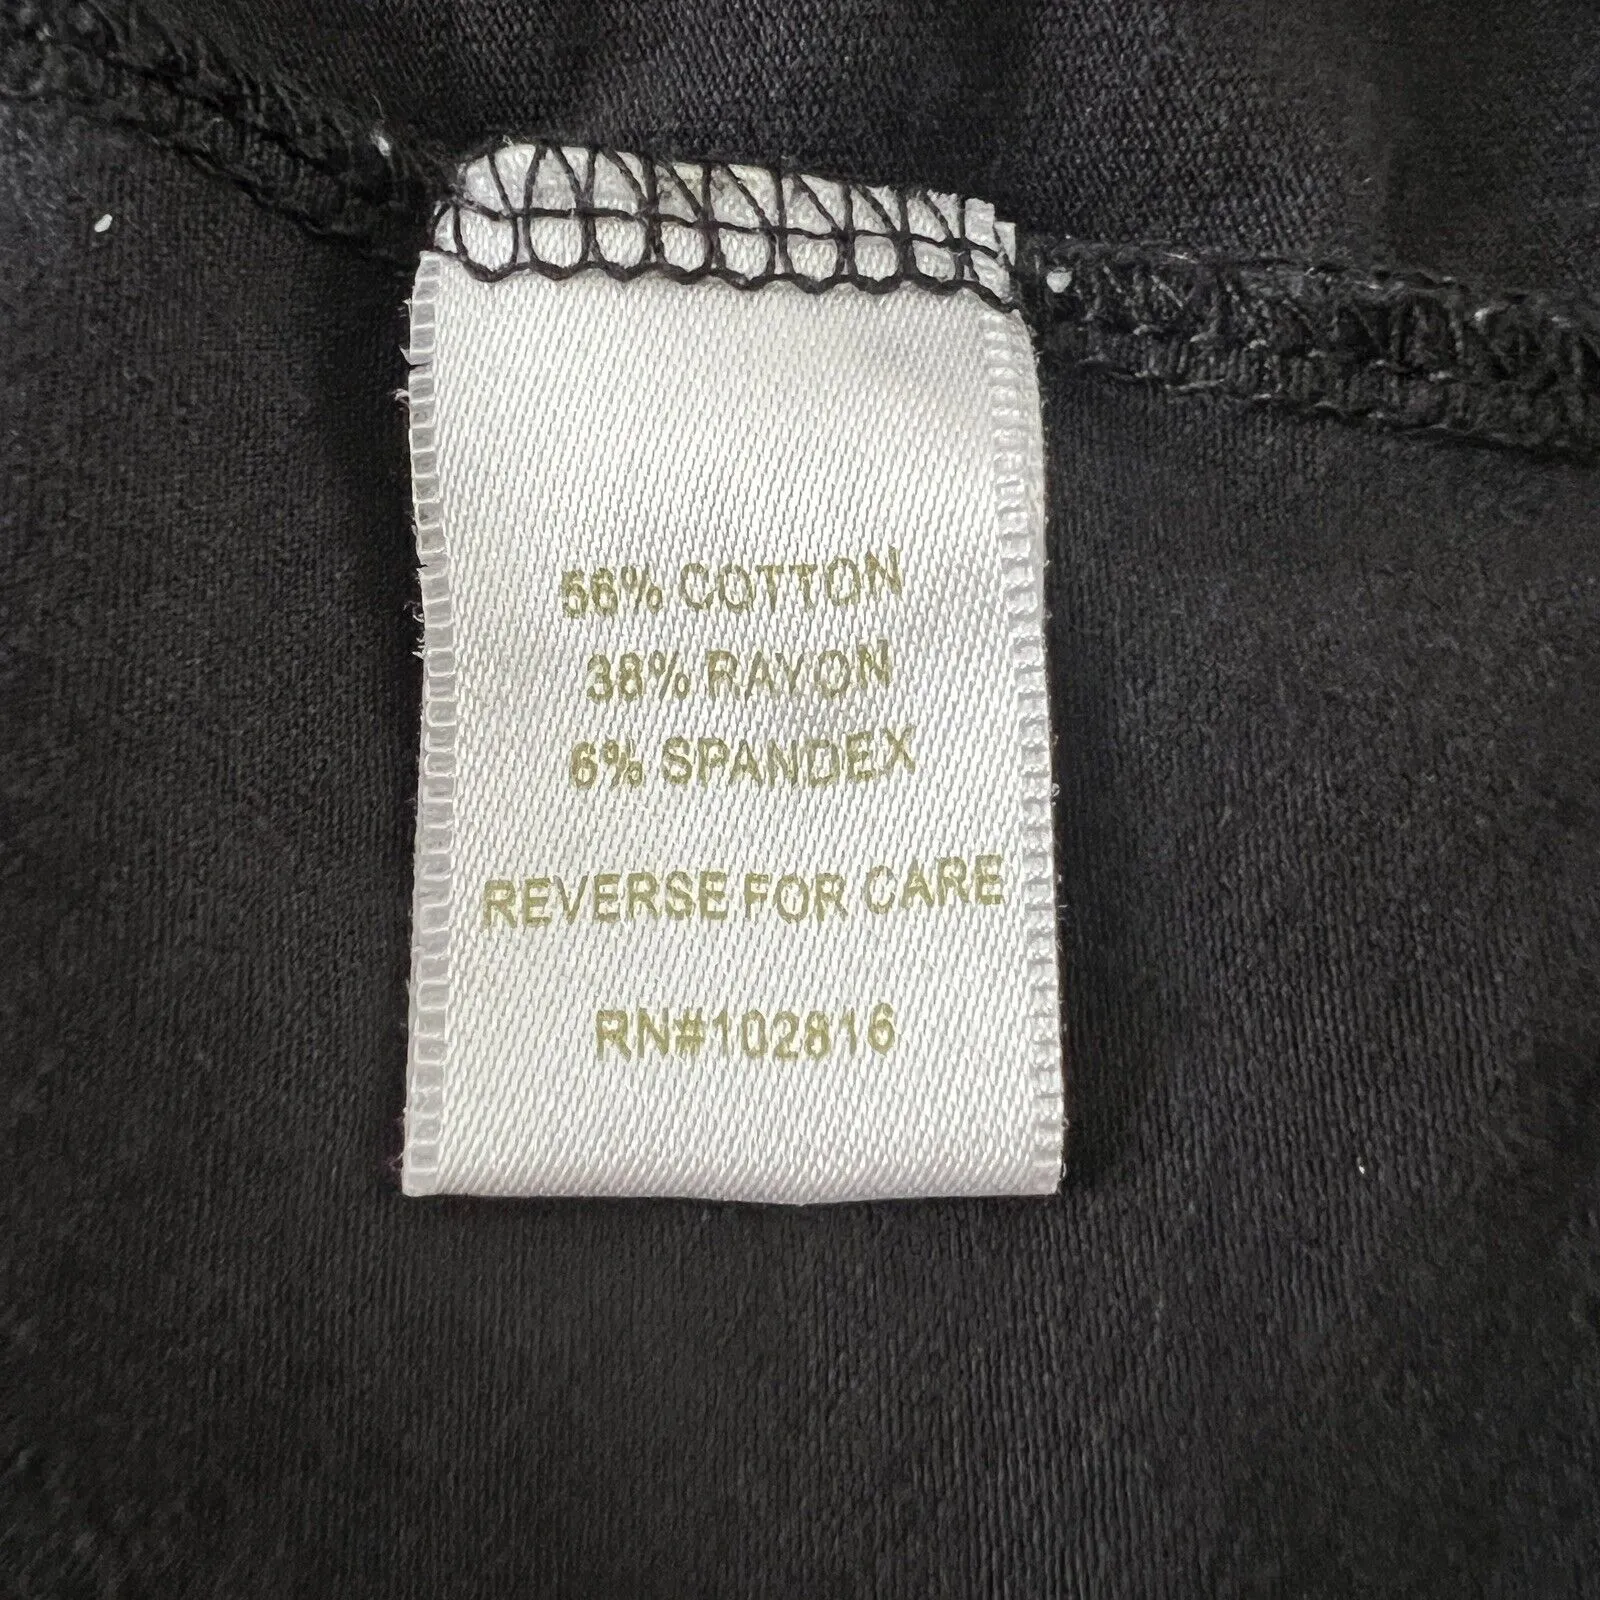 56% COTTON
38% RAYON
6% SPANDEX
REVERSE FOR CARE
RN#102816